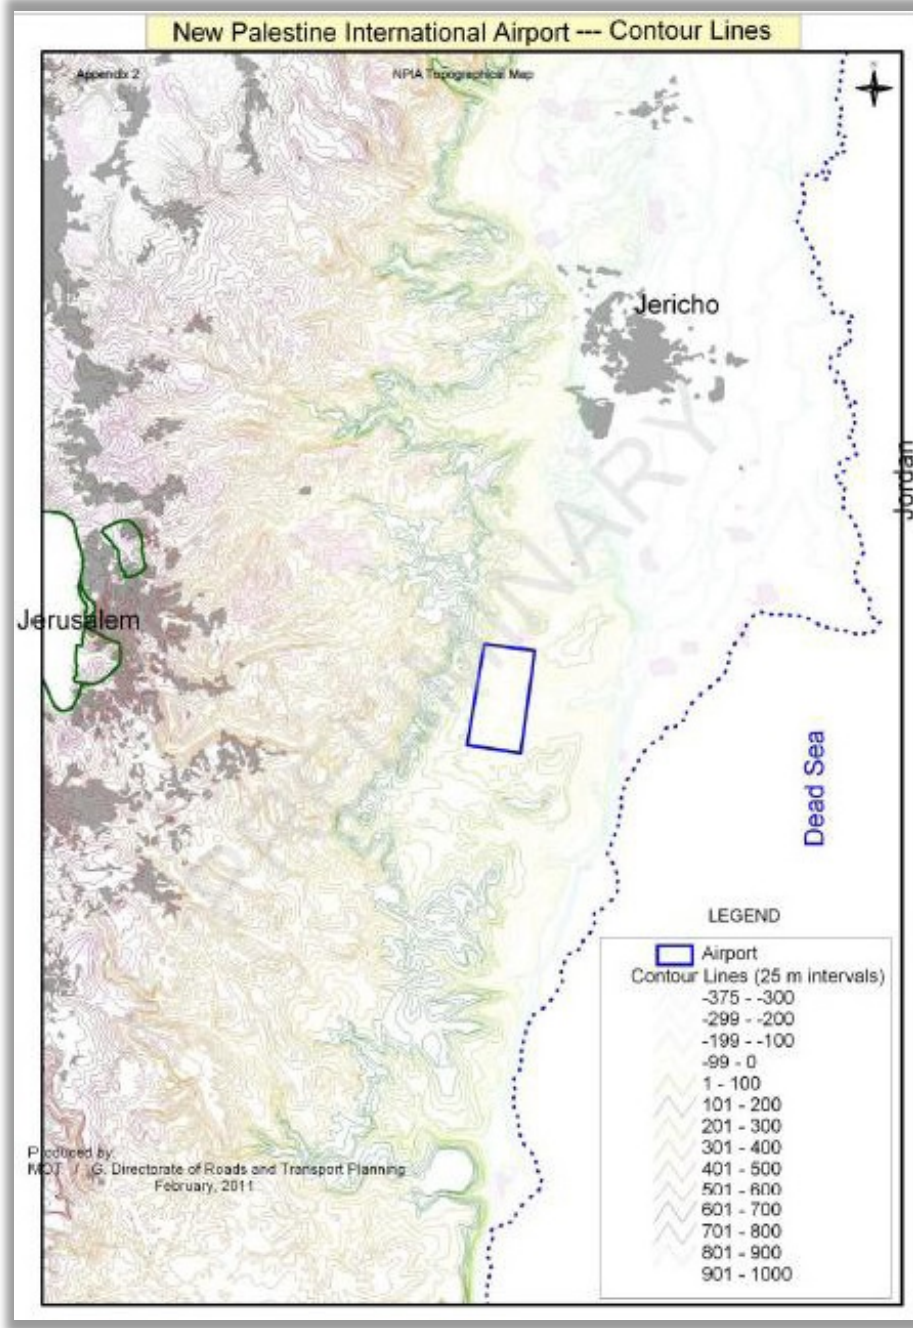 New Palestine International Airport --- Contour Lines
Appendix 2
NPIA Topographical Map
N
Jericho
Jordan
Jerusalem
PRELIMINARY
Dead Sea
LEGEND
Airport
Contour Lines (25 m intervals)
-375 - -300
-299 - -200
-199 - -100
-99 - 0
1 - 100
101 - 200
201 - 300
301 - 400
401 - 500
501 - 600
601 - 700
701 - 800
801 - 900
901 - 1000
Produced by:
MOT / G. Directorate of Roads and Transport Planning
February, 2011